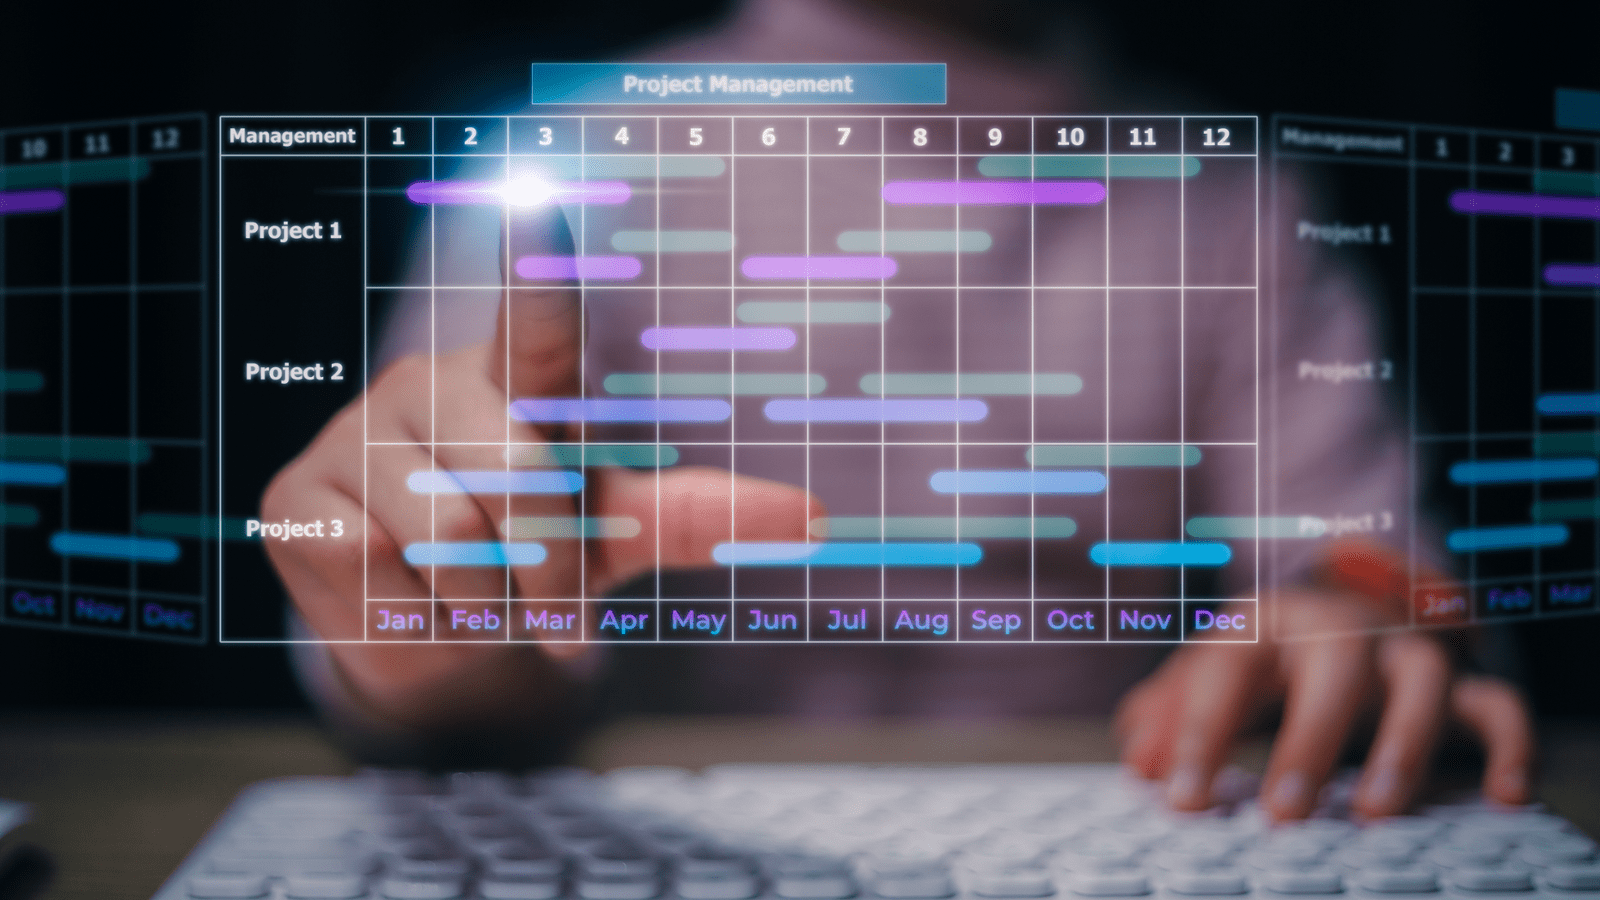 Project Management
Management 1 2 3 4 5 6 7 8 9 10 11 12
Project 1
Project 2
Project 3
Jan Feb Mar Apr May Jun Jul Aug Sep Oct Nov Dec
10 11 12
Oct Nov Dec
Management 1 2 3
Project 1
Project 2
Project 3
Jan Feb Mar